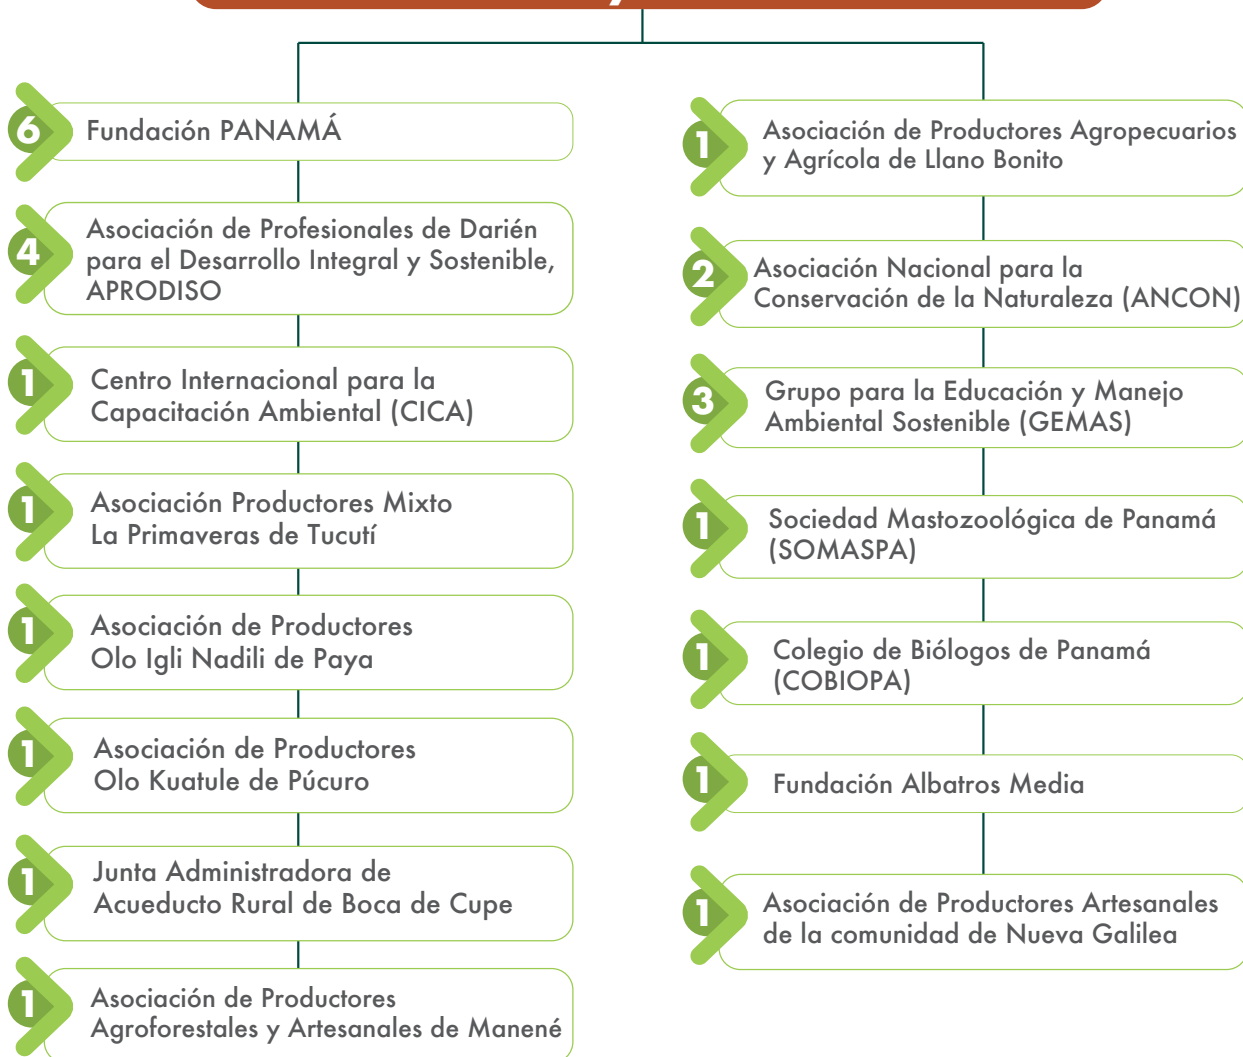 6
Fundación PANAMÁ
4
Asociación de Profesionales de Darién
para el Desarrollo Integral y Sostenible,
APRODISO
1
Centro Internacional para la
Capacitación Ambiental (CICA)
1
Asociación Productores Mixto
La Primaveras de Tucutí
1
Asociación de Productores
Olo Igli Nadili de Paya
1
Asociación de Productores
Olo Kuatule de Púcuro
1
Junta Administradora de
Acueducto Rural de Boca de Cupe
1
Asociación de Productores
Agroforestales y Artesanales de Manené
1
Asociación de Productores Agropecuarios
y Agrícola de Llano Bonito
2
Asociación Nacional para la
Conservación de la Naturaleza (ANCON)
3
Grupo para la Educación y Manejo
Ambiental Sostenible (GEMAS)
1
Sociedad Mastozoológica de Panamá
(SOMASPA)
1
Colegio de Biólogos de Panamá
(COBIOPA)
1
Fundación Albatros Media
1
Asociación de Productores Artesanales
de la comunidad de Nueva Galilea